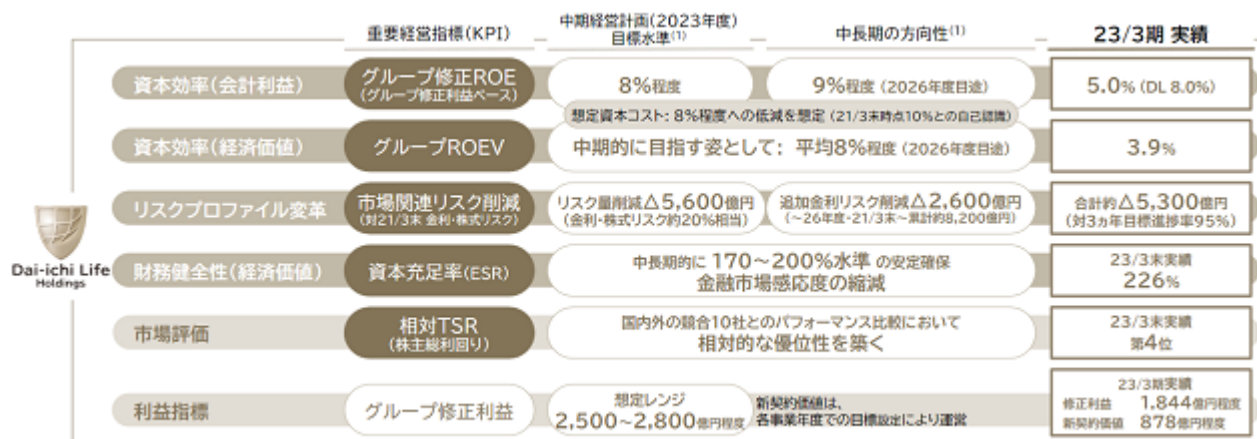 重要経営指標(KPI)
中期経営計画(2023年度)
目標水準(1)
中長期の方向性(1)
23/3期 実績
資本効率(会計利益)
グループ修正ROE
(グループ修正利益ベース)
8%程度
9%程度 (2026年度目途)
5.0% (DL 8.0%)
想定資本コスト: 8%程度への低減を想定 (21/3末時点10%との自己認識)
資本効率(経済価値)
グループROEV
中期的に目指す姿として: 平均8%程度 (2026年度目途)
3.9%
リスクプロファイル変革
市場関連リスク削減
(対21/3末 金利・株式リスク)
リスク量削減△5,600億円
(金利・株式リスク約20%相当)
追加金利リスク削減△2,600億円
(～26年度・21/3末～累計約8,200億円)
合計約△5,300億円
(対3ヵ年目標進捗率95%)
Dai-ichi Life
Holdings
財務健全性(経済価値)
資本充足率(ESR)
中長期的に 170～200%水準 の安定確保
金融市場感応度の縮減
23/3末実績
226%
市場評価
相対TSR
(株主総利回り)
国内外の競合10社とのパフォーマンス比較において
相対的な優位性を築く
23/3末実績
第4位
利益指標
グループ修正利益
想定レンジ
2,500～2,800億円程度
新契約価値は、
各事業年度での目標設定により運営
23/3期実績
修正利益 1,844億円程度
新契約価値 878億円程度